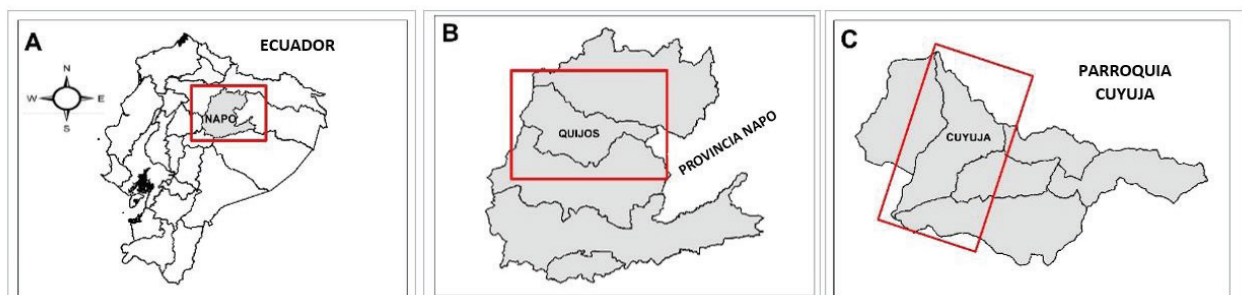 A
ECUADOR
N
W
E
S
NAPO
B
QUIJOS
PROVINCIA NAPO
C
PARROQUIA
CUYUJA
CUYUJA